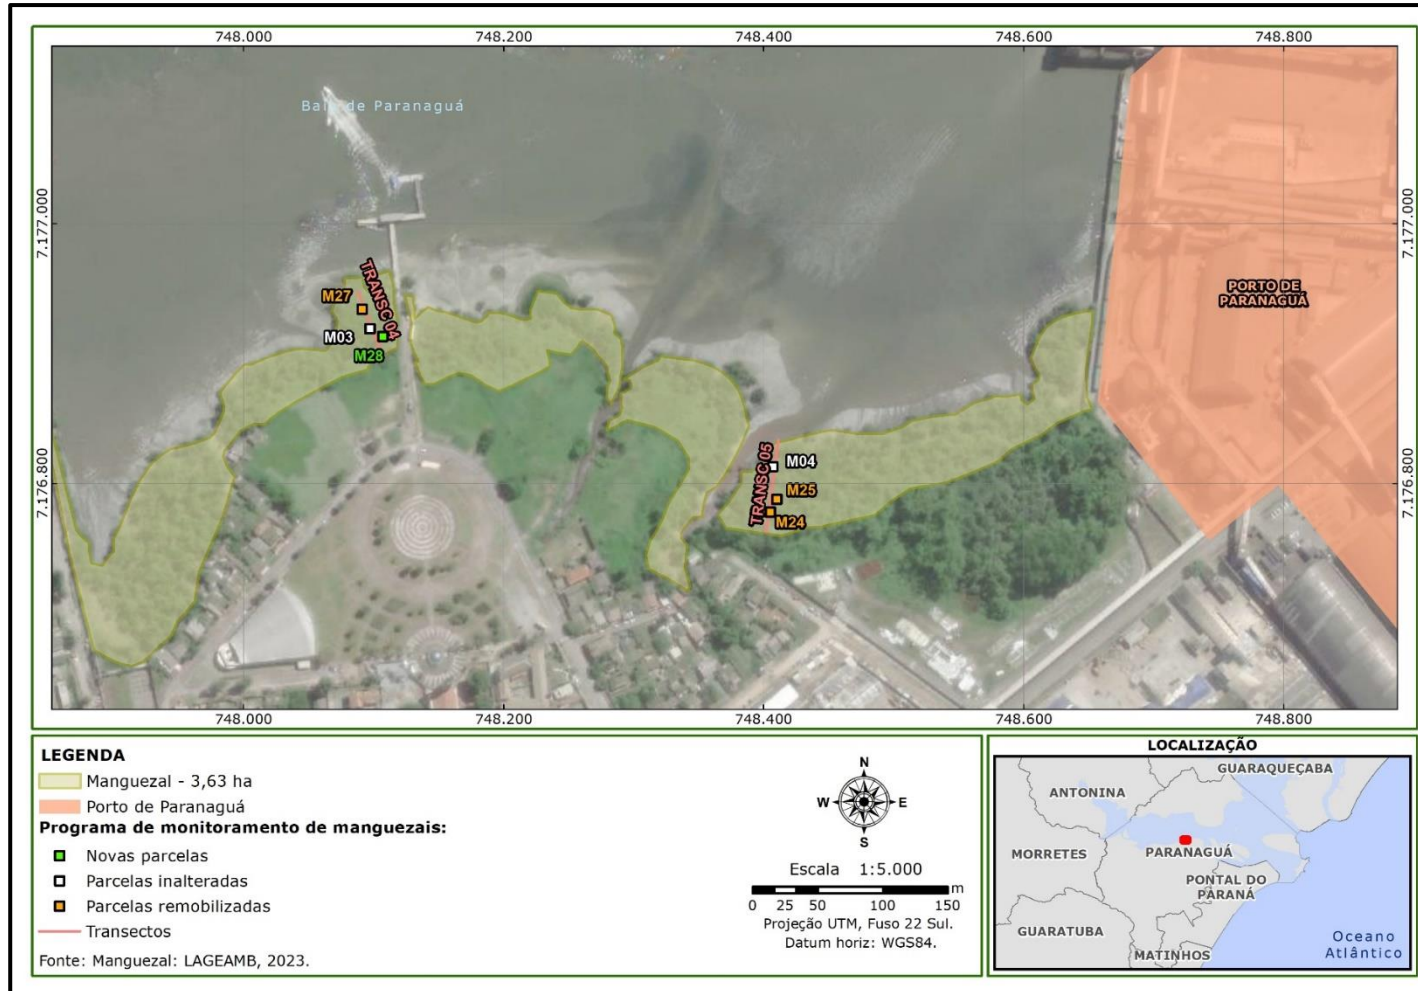 748.000 748.200 748.400 748.600 748.800
Baía de Paranaguá
7.177.000
7.177.000
TRANSC 04
M27
M03
M28
PORTO DE
PARANAGUÁ
7.176.800
7.176.800
TRANSC 05
M04
M25
M24
748.000 748.200 748.400 748.600 748.800
LEGENDA
Manguezal - 3,63 ha
Porto de Paranaguá
Programa de monitoramento de manguezais:
Novas parcelas
Parcelas inalteradas
Parcelas remobilizadas
Transectos
Fonte: Manguezal: LAGEAMB, 2023.
N
W E
S
Escala 1:5.000
m
0 25 50 100 150
Projeção UTM, Fuso 22 Sul.
Datum horiz: WGS84.
LOCALIZAÇÃO
GUARAQUEÇABA
ANTONINA
MORRETES
PARANAGUÁ
PONTAL DO
PARANÁ
GUARATUBA
MATINHOS
Oceano
Atlântico